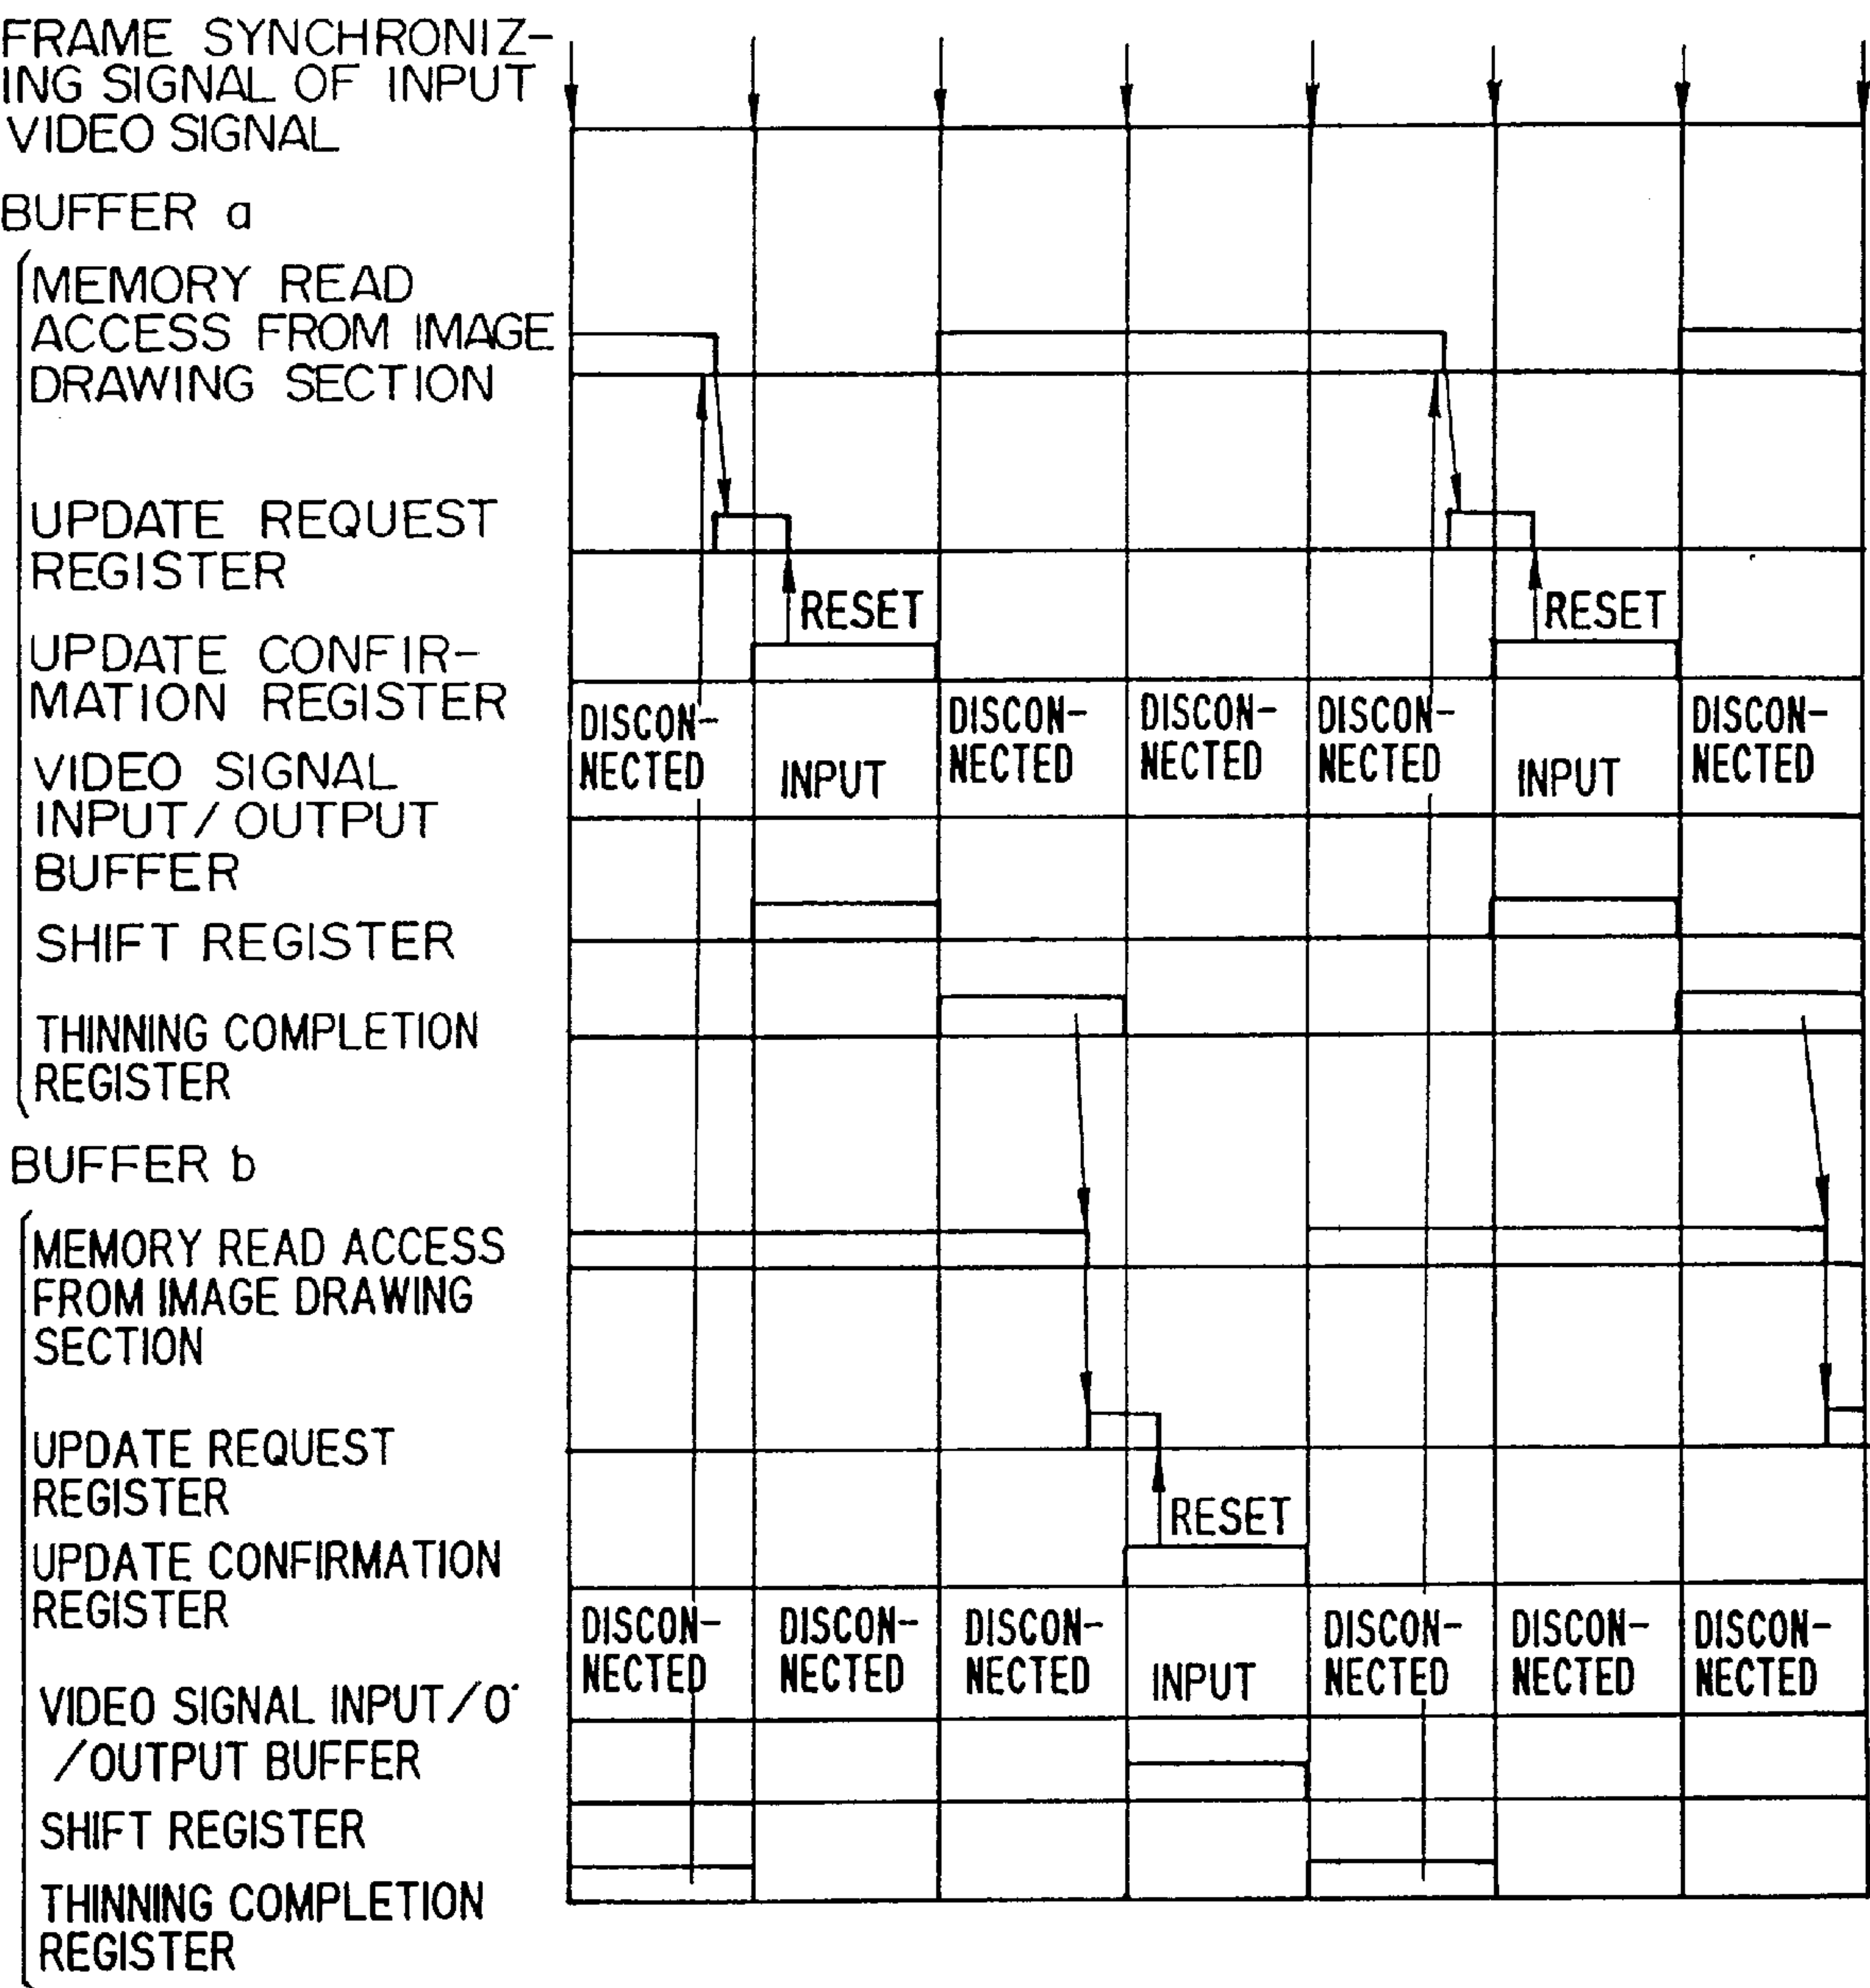 FRAME SYNCHRONIZ-
ING SIGNAL OF INPUT
VIDEO SIGNAL
BUFFER a
MEMORY READ
ACCESS FROM IMAGE
DRAWING SECTION
UPDATE REQUEST
REGISTER
RESET
RESET
UPDATE CONFIR-
MATION REGISTER
VIDEO SIGNAL
INPUT/OUTPUT
BUFFER
DISCON-
NECTED
INPUT
DISCON-
NECTED
DISCON-
NECTED
DISCON-
NECTED
INPUT
DISCON-
NECTED
SHIFT REGISTER
THINNING COMPLETION
REGISTER
BUFFER b
MEMORY READ ACCESS
FROM IMAGE DRAWING
SECTION
UPDATE REQUEST
REGISTER
RESET
UPDATE CONFIRMATION
REGISTER
DISCON-
NECTED
DISCON-
NECTED
DISCON-
NECTED
INPUT
DISCON-
NECTED
DISCON-
NECTED
DISCON-
NECTED
VIDEO SIGNAL INPUT/O
/OUTPUT BUFFER
SHIFT REGISTER
THINNING COMPLETION
REGISTER